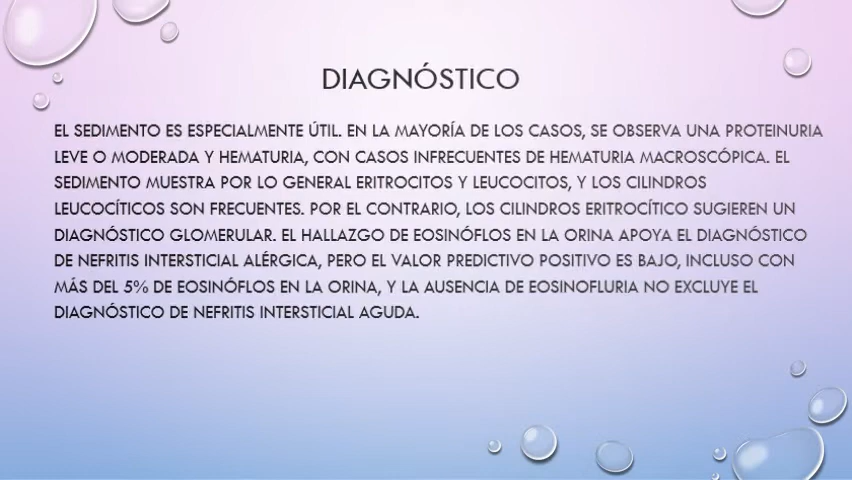 DIAGNÓSTICO
EL SEDIMENTO ES ESPECIALMENTE ÚTIL. EN LA MAYORÍA DE LOS CASOS, SE OBSERVA UNA PROTEINURIA
LEVE O MODERADA Y HEMATURIA, CON CASOS INFRECUENTES DE HEMATURIA MACROSCÓPICA. EL
SEDIMENTO MUESTRA POR LO GENERAL ERITROCITOS Y LEUCOCITOS, Y LOS CILINDROS
LEUCOCÍTICOS SON FRECUENTES. POR EL CONTRARIO, LOS CILINDROS ERITROCÍTICO SUGIEREN UN
DIAGNÓSTICO GLOMERULAR. EL HALLAZGO DE EOSINÓFLOS EN LA ORINA APOYA EL DIAGNÓSTICO
DE NEFRITIS INTERSTICIAL ALÉRGICA, PERO EL VALOR PREDICTIVO POSITIVO ES BAJO, INCLUSO CON
MÁS DEL 5% DE EOSINÓFLOS EN LA ORINA, Y LA AUSENCIA DE EOSINOFLURIA NO EXCLUYE EL
DIAGNÓSTICO DE NEFRITIS INTERSTICIAL AGUDA.